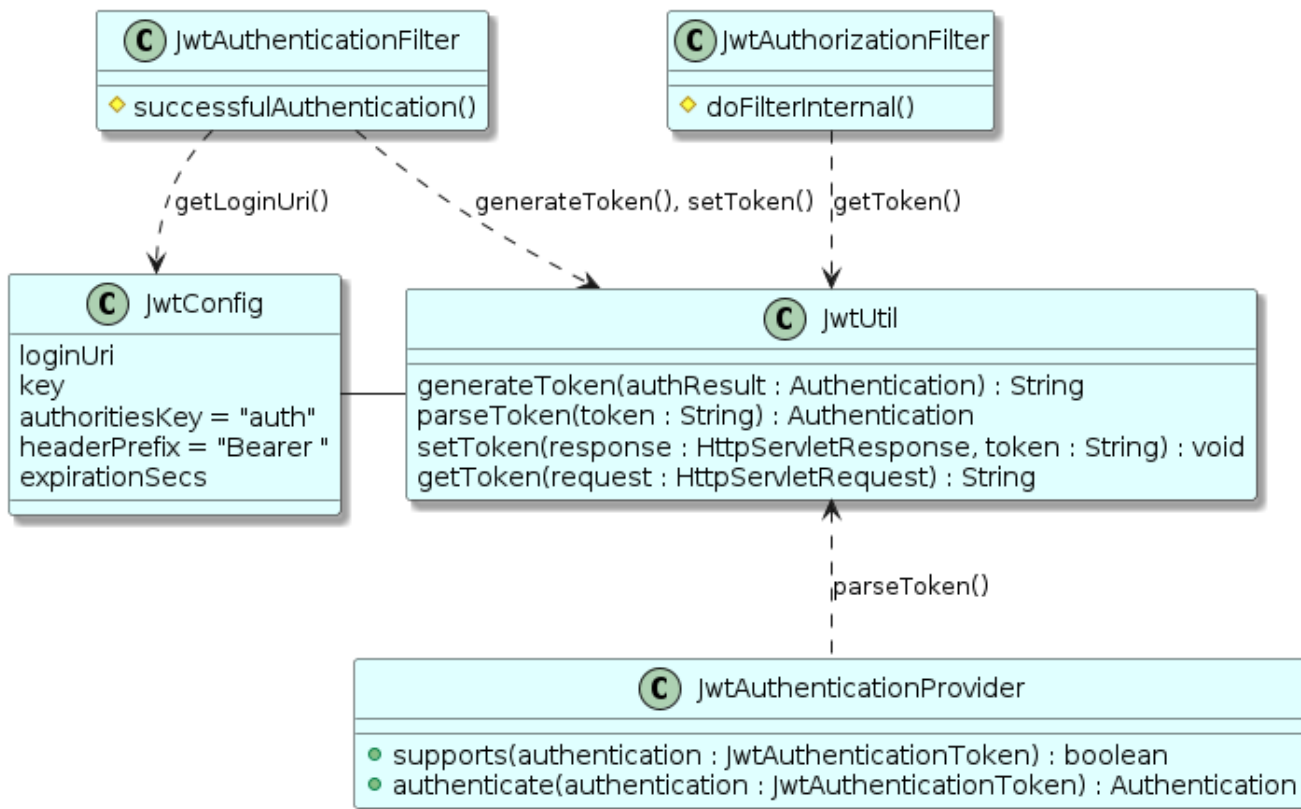 C JwtAuthenticationFilter
successfulAuthentication()
C JwtAuthorizationFilter
doFilterInternal()
getLoginUri()
generateToken(), setToken()
getToken()
C JwtConfig
loginUri
key
authoritiesKey = "auth"
headerPrefix = "Bearer "
expirationSecs
C JwtUtil
generateToken(authResult : Authentication) : String
parseToken(token : String) : Authentication
setToken(response : HttpServletResponse, token : String) : void
getToken(request : HttpServletRequest) : String
parseToken()
C JwtAuthenticationProvider
supports(authentication : JwtAuthenticationToken) : boolean
authenticate(authentication : JwtAuthenticationToken) : Authentication